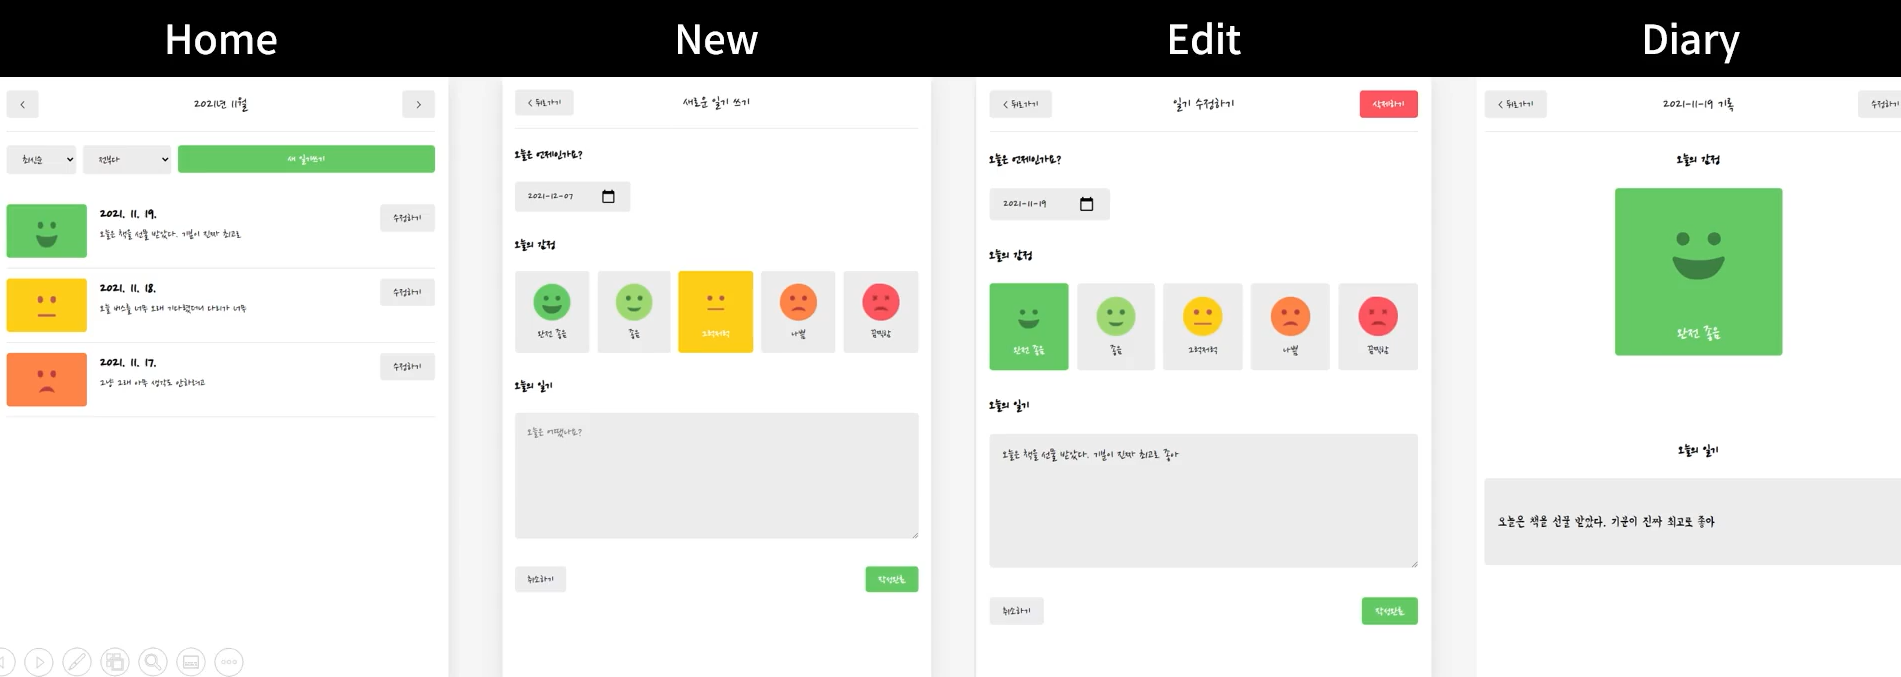 Home
New
Edit
Diary
2021년 11월
최신순
전부다
새 일기쓰기
2021. 11. 19.
오늘은 책을 선물 받았다. 기분이 진짜 최고로
수정하기
2021. 11. 18.
오늘 버스를 너무 오래 기다렸더니 다리가 너무
수정하기
2021. 11. 17.
그냥 그래 아무 생각도 안하려고
수정하기
< 뒤로가기
새로운 일기 쓰기
오늘은 언제인가요?
2021-12-07
오늘의 감정
완전 좋음
좋음
그럭저럭
나쁨
끔찍함
오늘의 일기
오늘은 어땠나요?
취소하기
작성완료
< 뒤로가기
일기 수정하기
삭제하기
오늘은 언제인가요?
2021-11-19
오늘의 감정
완전 좋음
좋음
그럭저럭
나쁨
끔찍함
오늘의 일기
오늘은 책을 선물 받았다. 기분이 진짜 최고로 좋아
취소하기
작성완료
< 뒤로가기
2021-11-19 기록
수정하기
오늘의 감정
완전 좋음
오늘의 일기
오늘은 책을 선물 받았다. 기분이 진짜 최고로 좋아